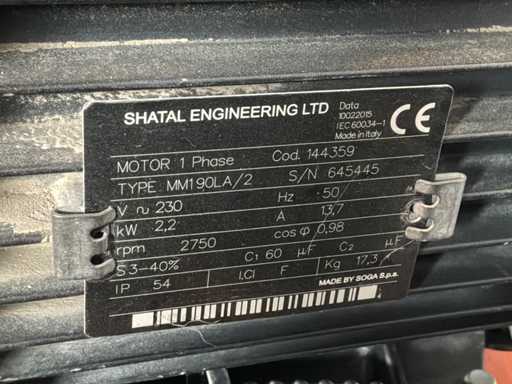 SHATAL ENGINEERING LTD
Data
10022015
IEC 60034-1
Made in Italy
CE
MOTOR 1 Phase Cod. 144359
TYPE MM190LA/2 S/N 645445
V ~ 230 Hz 50
kW 2,2 A 13,7
rpm 2750 cos φ 0,98
S3-40% C1 60 µF C2 µF
IP 54 I.Cl F Kg 17,3
MADE BY SOGA S.p.a.